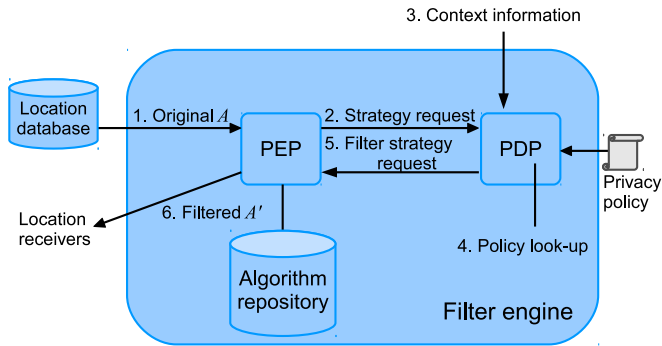 3. Context information
Location
database
1. Original A
2. Strategy request
PEP
5. Filter strategy
request
PDP
Privacy
policy
Location
receivers
6. Filtered A′
4. Policy look-up
Algorithm
repository
Filter engine